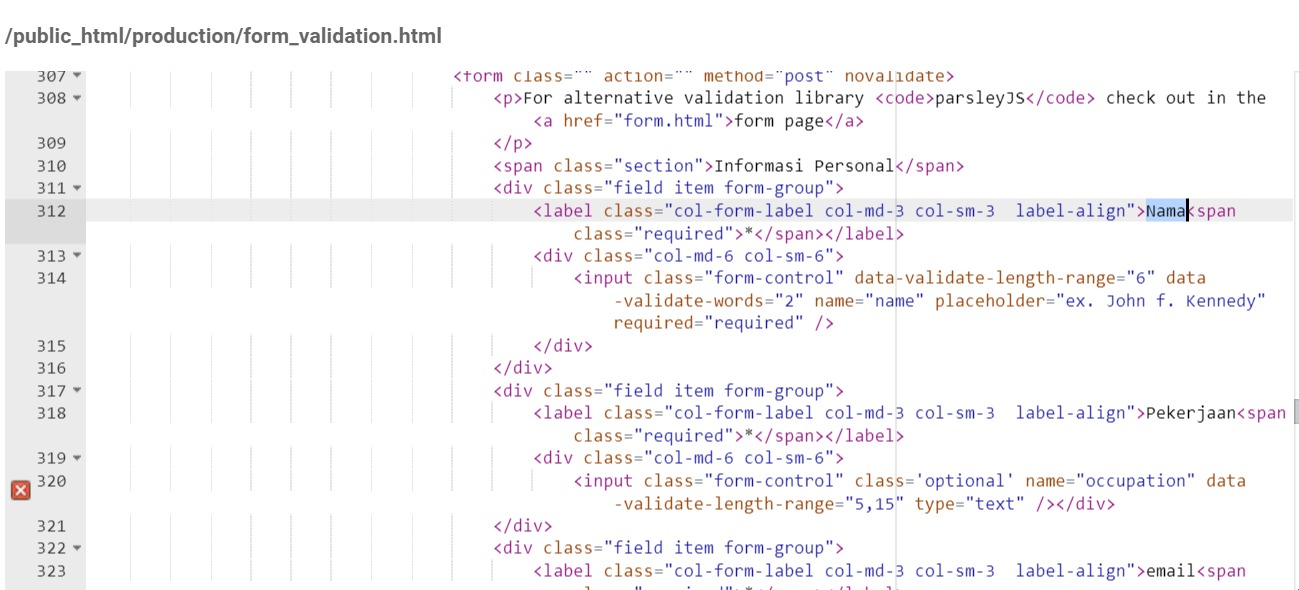 /public_html/production/form_validation.html
307 <form class="" action="" method="post" novalidate>
308 <p>For alternative validation library <code>parsleyJS</code> check out in the
<a href="form.html">form page</a>
309 </p>
310 <span class="section">Informasi Personal</span>
311 <div class="field item form-group">
312 <label class="col-form-label col-md-3 col-sm-3  label-align">Nama<span
class="required">*</span></label>
313 <div class="col-md-6 col-sm-6">
314 <input class="form-control" data-validate-length-range="6" data
-validate-words="2" name="name" placeholder="ex. John f. Kennedy"
required="required" />
315 </div>
316 </div>
317 <div class="field item form-group">
318 <label class="col-form-label col-md-3 col-sm-3  label-align">Pekerjaan<span
class="required">*</span></label>
319 <div class="col-md-6 col-sm-6">
320 <input class="form-control" class='optional' name="occupation" data
-validate-length-range="5,15" type="text" /></div>
321 </div>
322 <div class="field item form-group">
323 <label class="col-form-label col-md-3 col-sm-3  label-align">email<span